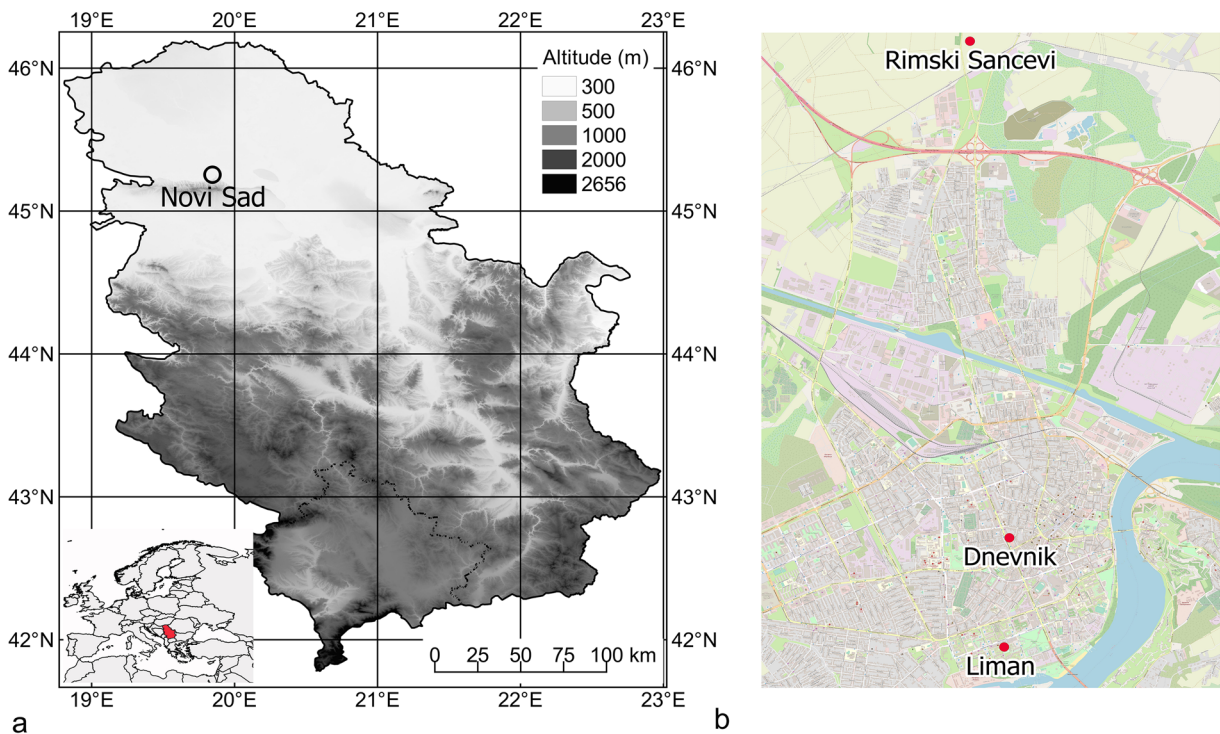 19°E 20°E 21°E 22°E 23°E
46°N 46°N
Altitude (m)
300
500
1000
2000
2656
Novi Sad
45°N 45°N
44°N 44°N
43°N 43°N
42°N 42°N
0 25 50 75 100 km
19°E 20°E 21°E 22°E 23°E
a
Rimski Sancevi
Dnevnik
Liman
b